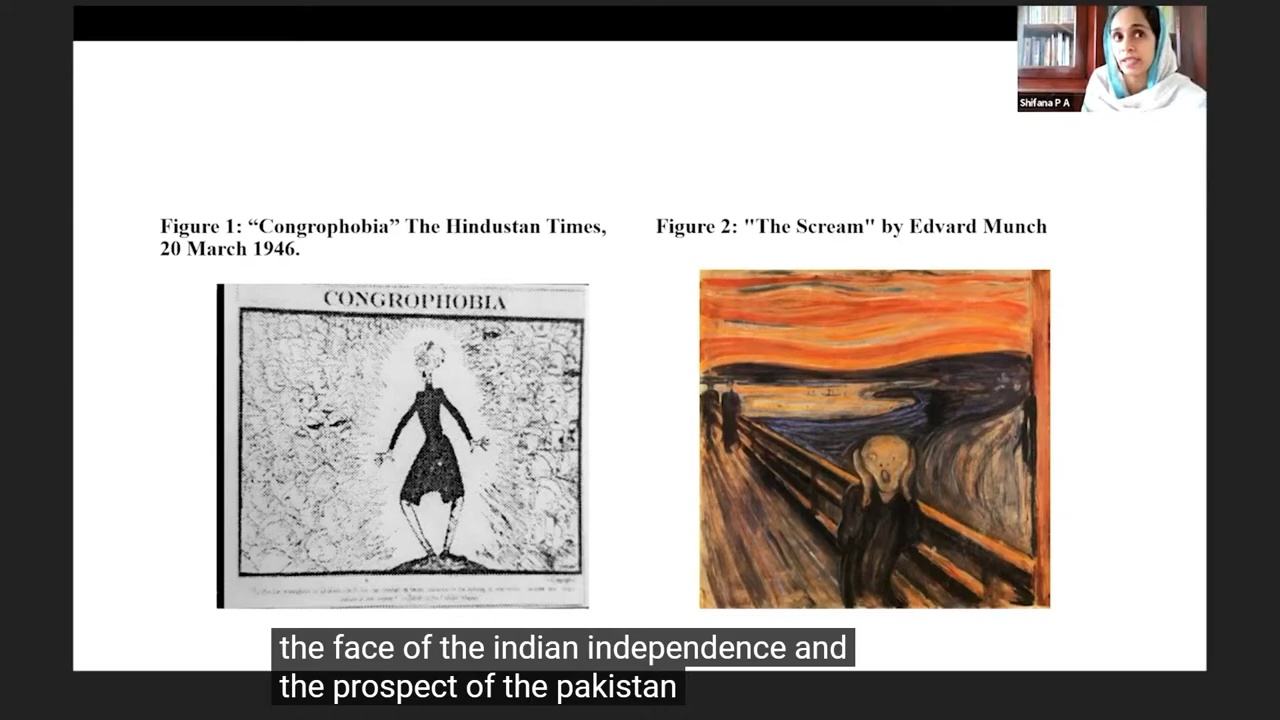 Shifana P A
Figure 1: “Congrophobia” The Hindustan Times,
20 March 1946.
Figure 2: "The Scream" by Edvard Munch
CONGROPHOBIA
the face of the indian independence and
the prospect of the pakistan